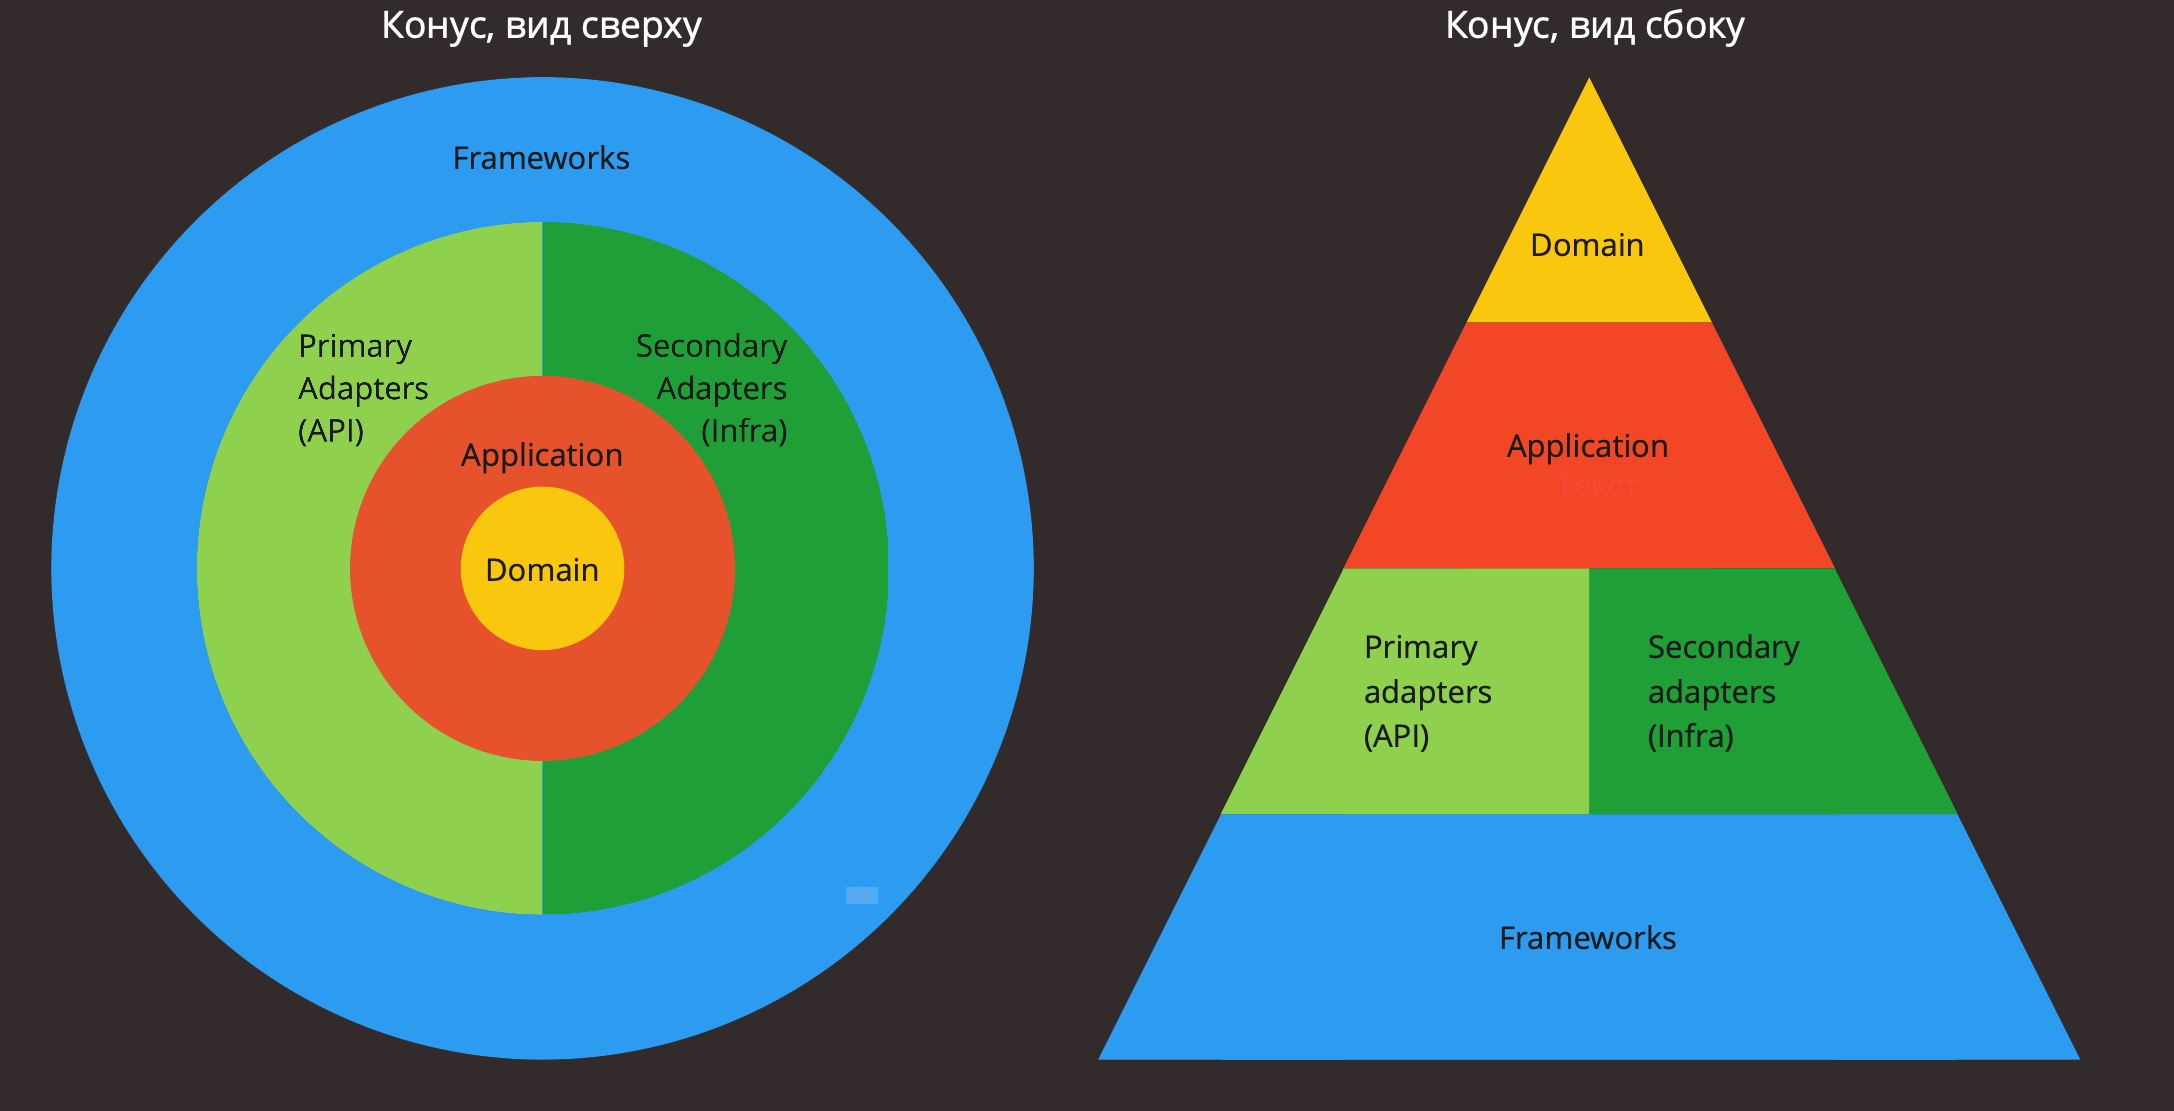 Конус, вид сверху
Frameworks
Primary
Adapters
(API)
Secondary
Adapters
(Infra)
Application
Domain
Конус, вид сбоку
Domain
Application
Текст
Primary
adapters
(API)
Secondary
adapters
(Infra)
Frameworks